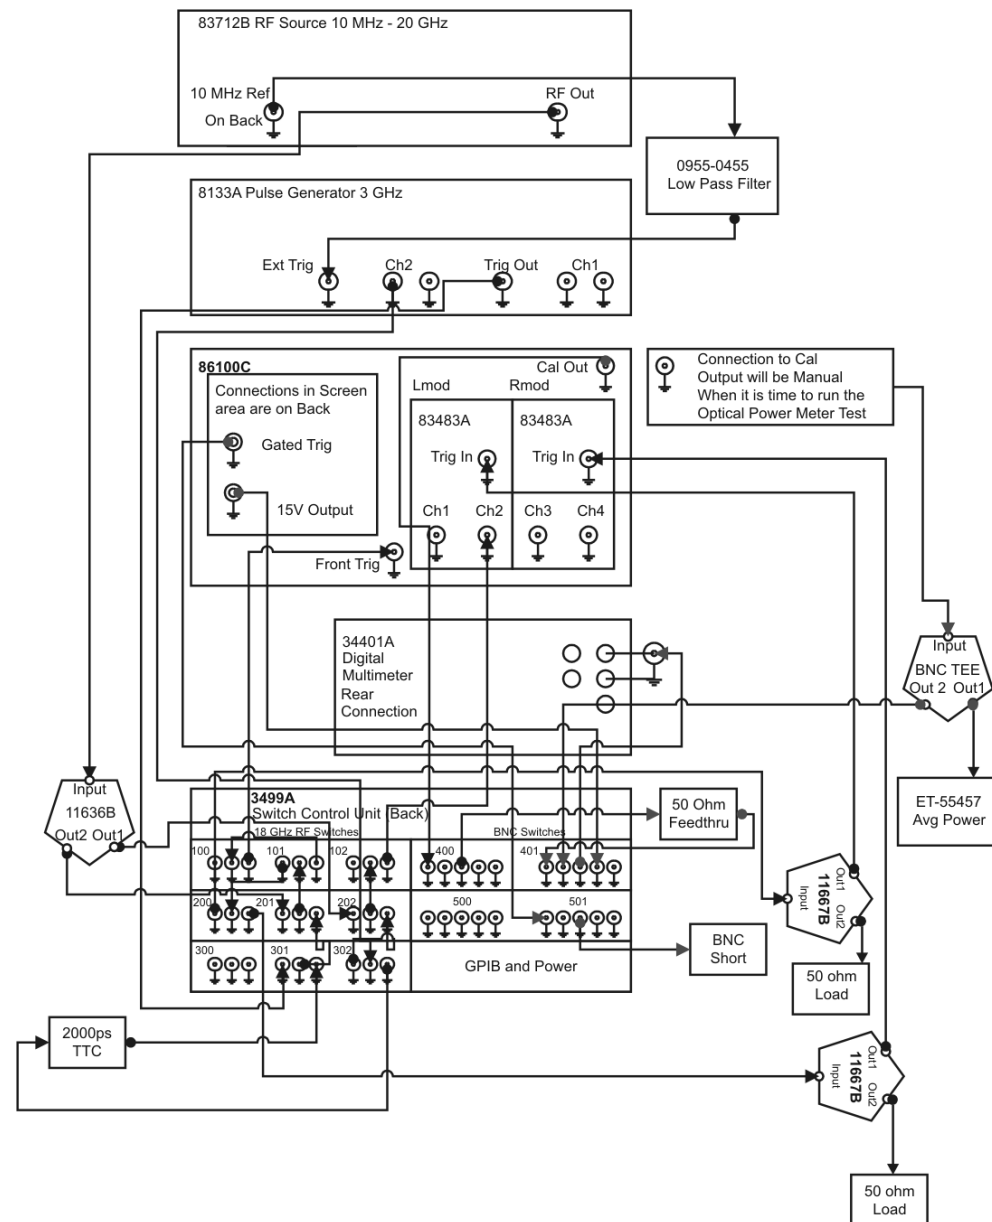 83712B RF Source 10 MHz - 20 GHz
10 MHz Ref
On Back
RF Out
0955-0455
Low Pass Filter
8133A Pulse Generator 3 GHz
Ext Trig
Ch2
Trig Out
Ch1
86100C
Connections in Screen
area are on Back
Gated Trig
15V Output
Front Trig
Cal Out
Lmod
Rmod
83483A
83483A
Trig In
Trig In
Ch1
Ch2
Ch3
Ch4
Connection to Cal
Output will be Manual
When it is time to run the
Optical Power Meter Test
34401A
Digital
Multimeter
Rear
Connection
Input
BNC TEE
Out 2 Out1
ET-55457
Avg Power
Input
11636B
Out2 Out1
3499A
Switch Control Unit (Back)
18 GHz RF Switches
BNC Switches
100
101
102
400
401
200
201
202
500
501
300
301
302
GPIB and Power
50 Ohm
Feedthru
BNC
Short
Out1
11667B
Input
Out2
50 ohm
Load
2000ps
TTC
Out1
11667B
Input
Out2
50 ohm
Load